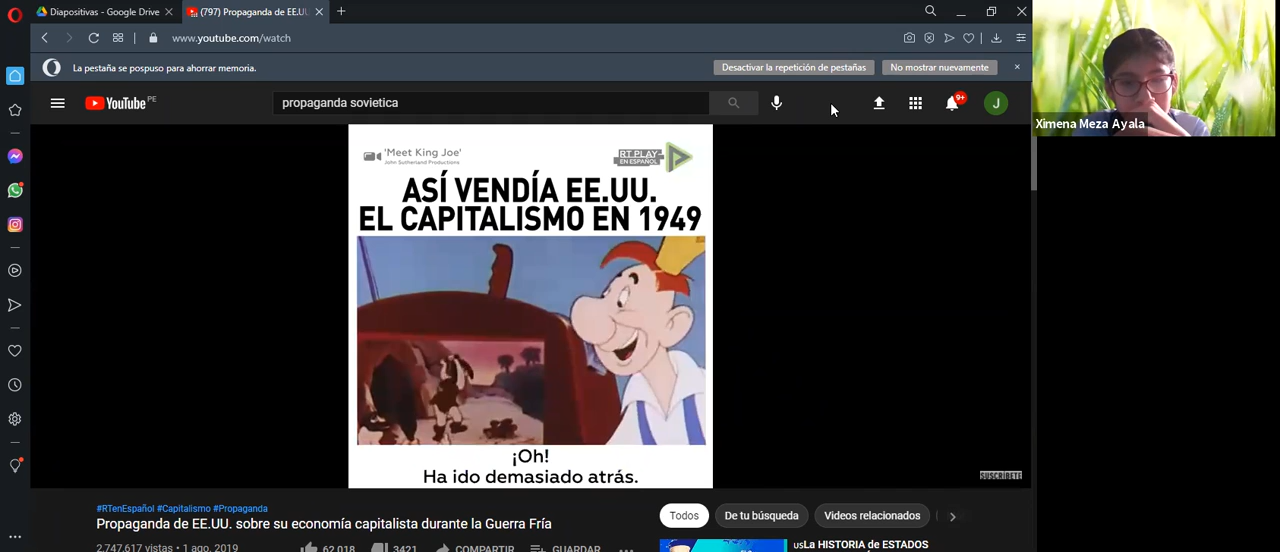 Diapositivas - Google Drive
(797) Propaganda de EE.UU
www.youtube.com/watch
La pestaña se pospuso para ahorrar memoria.
Desactivar la repetición de pestañas
No mostrar nuevamente
YouTube PE
propaganda sovietica
9+
J
Ximena Meza Ayala
'Meet King Joe'
John Sutherland Productions
RT PLAY
EN ESPAÑOL
ASÍ VENDÍA EE.UU.
EL CAPITALISMO EN 1949
¡Oh!
Ha ido demasiado atrás.
SUSCRÍBETE
#RTenEspañol #Capitalismo #Propaganda
Propaganda de EE.UU. sobre su economía capitalista durante la Guerra Fría
2,747,617 vistas • 1 ago. 2019
62,018
3421
COMPARTIR
GUARDAR
Todos
De tu búsqueda
Videos relacionados
usLa HISTORIA de ESTADOS